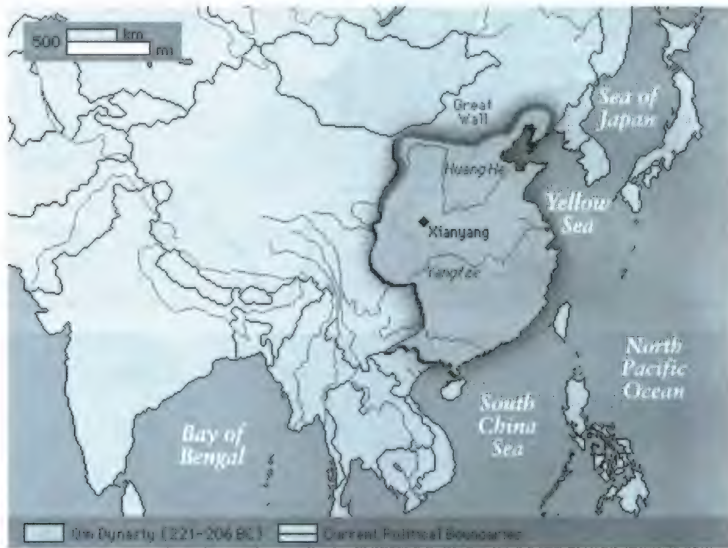 500 km
mi
Great
Wall
Sea of
Japan
Huang He
Yellow
Sea
Xianyang
Yangtze
North
Pacific
Ocean
South
China
Sea
Bay of
Bengal
Qin Dynasty (221-206 BC)
Current Political Boundaries